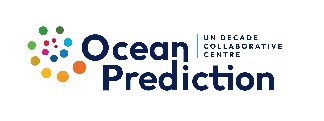 Ocean
Prediction
UN DECADE
COLLABORATIVE
CENTRE